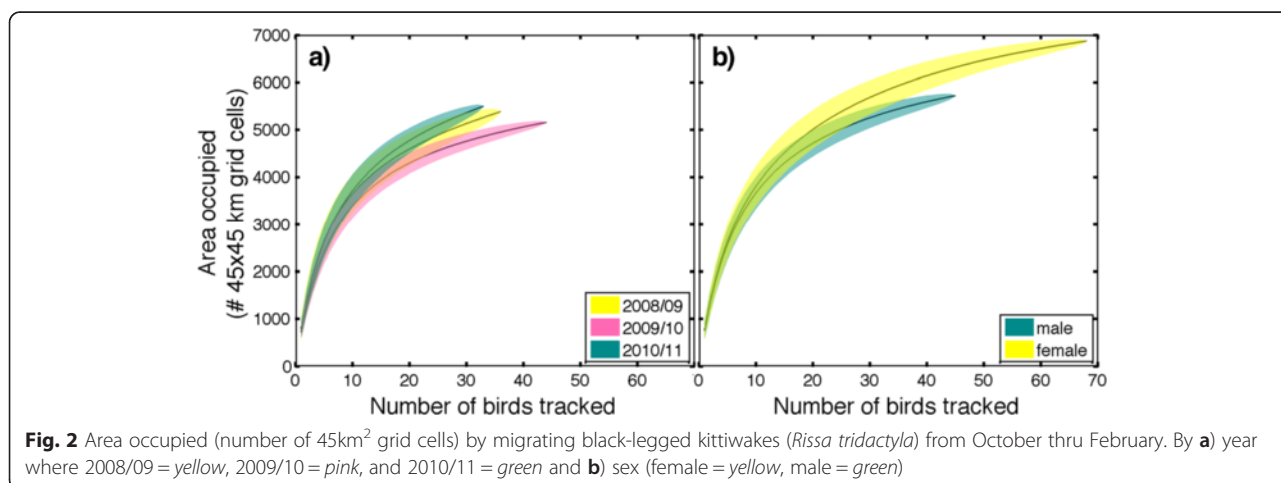 a)
b)
7000
6000
5000
4000
3000
2000
1000
0
Area occupied
(# 45x45 km grid cells)
2008/09
2009/10
2010/11
male
female
0 10 20 30 40 50 60
0 10 20 30 40 50 60 70
Number of birds tracked
Number of birds tracked
Fig. 2 Area occupied (number of 45km² grid cells) by migrating black-legged kittiwakes (Rissa tridactyla) from October thru February. By a) year
where 2008/09 = yellow, 2009/10 = pink, and 2010/11 = green and b) sex (female = yellow, male = green)